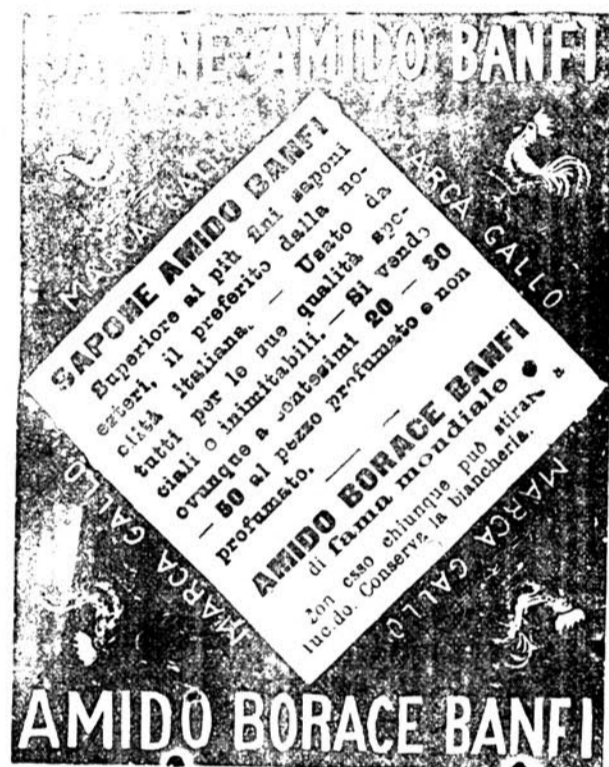 SAPONE AMIDO BANFI
MARCA GALLO
MARCA GALLO
SAPONE AMIDO BANFI
Superiore ai più fini saponi
esteri, il preferito dalla no-
ciltà italiana. — Usato da
tutti per le sue qualità spe-
ciali o inimitabili. — Si vende
ovunque a centesimi 20 — 30
— 50 al pezzo profumato e non
profumato.
AMIDO BORACE BANFI
di fama mondiale
Con esso chiunque può stirare a
lucido. Conserva la biancheria.
MARCA GALLO
MARCA GALLO
AMIDO BORACE BANFI